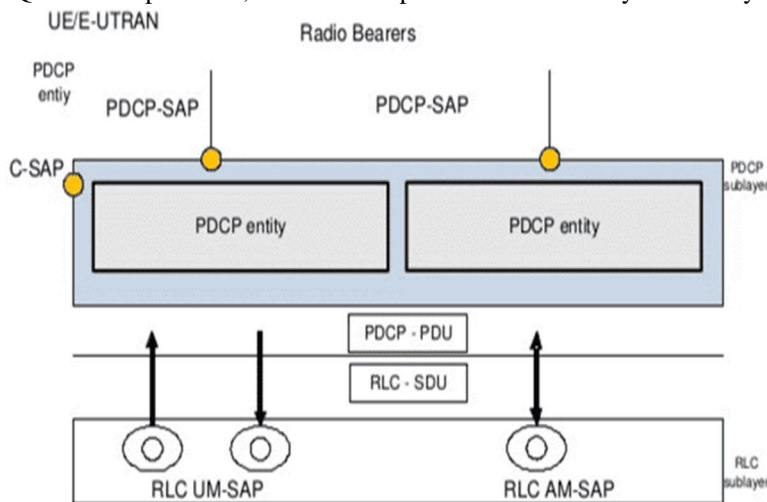 UE/E-UTRAN
Radio Bearers
PDCP
entiy
PDCP-SAP
PDCP-SAP
C-SAP
PDCP
sublayer
PDCP entity
PDCP entity
PDCP - PDU
RLC - SDU
RLC UM-SAP
RLC AM-SAP
RLC
sublayer